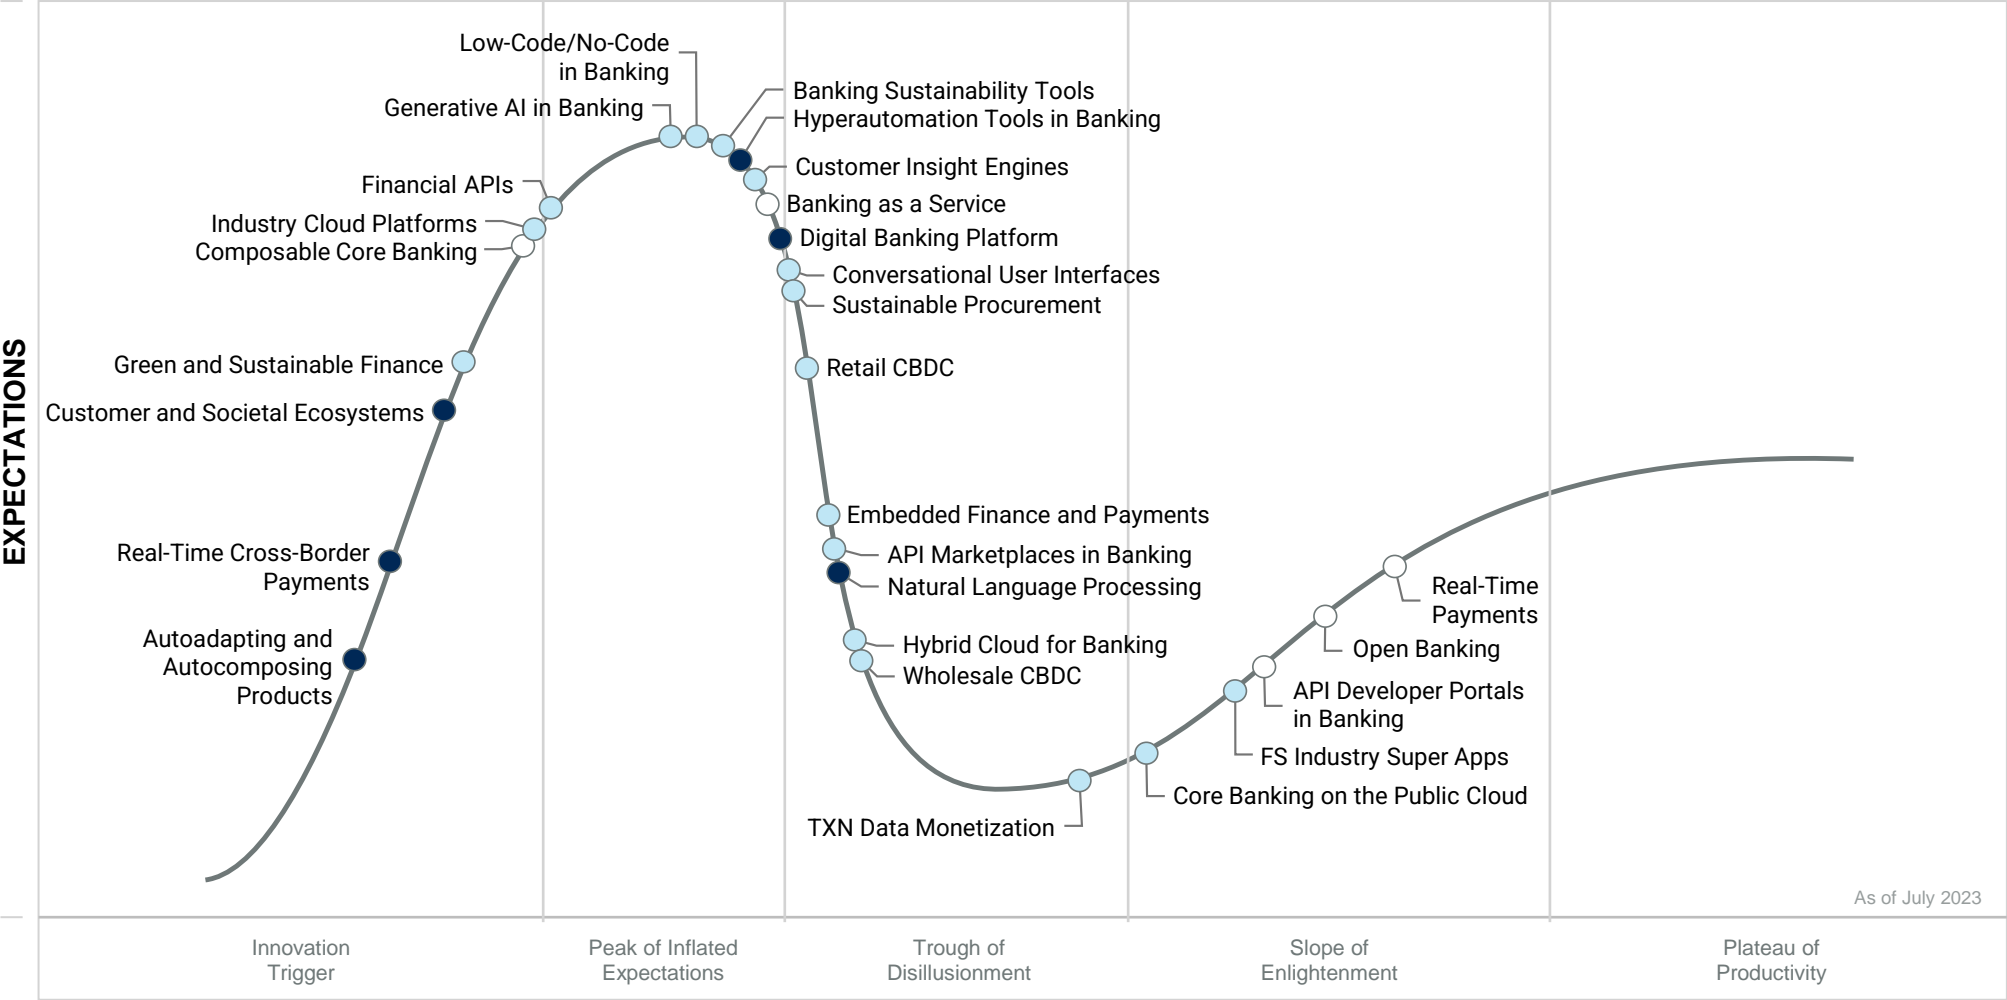 Low-Code/No-Code
in Banking
Generative AI in Banking
Banking Sustainability Tools
Hyperautomation Tools in Banking
Customer Insight Engines
Financial APIs
Banking as a Service
Industry Cloud Platforms
Composable Core Banking
Digital Banking Platform
Conversational User Interfaces
Sustainable Procurement
Green and Sustainable Finance
Retail CBDC
Customer and Societal Ecosystems
EXPECTATIONS
Embedded Finance and Payments
API Marketplaces in Banking
Natural Language Processing
Real-Time Cross-Border
Payments
Real-Time
Payments
Autoadapting and
Autocomposing
Products
Hybrid Cloud for Banking
Wholesale CBDC
Open Banking
API Developer Portals
in Banking
FS Industry Super Apps
Core Banking on the Public Cloud
TXN Data Monetization
As of July 2023
Innovation
Trigger
Peak of Inflated
Expectations
Trough of
Disillusionment
Slope of
Enlightenment
Plateau of
Productivity